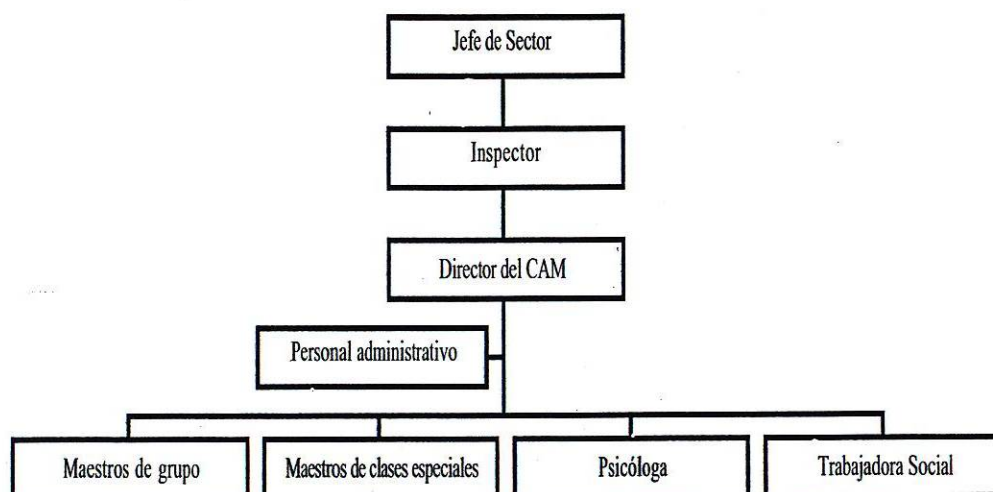 Jefe de Sector
Inspector
Director del CAM
Personal administrativo
Maestros de grupo
Maestros de clases especiales
Psicóloga
Trabajadora Social